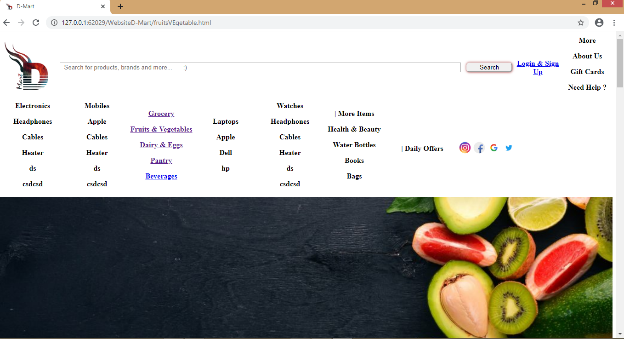 D-Mart
127.0.0.1:62029/WebsiteD-Mart/fruitsVEgetable.html
More
About Us
Gift Cards
Need Help ?
Search for products, brands and more... :)
Search
Login & Sign
Up
Electronics
Headphones
Cables
Heater
ds
csdcsd
Mobiles
Apple
Cables
Heater
ds
csdcsd
Grocery
Fruits & Vegetables
Dairy & Eggs
Pantry
Beverages
Laptops
Apple
Dell
hp
Watches
Headphones
Cables
Heater
ds
csdcsd
| More Items
Health & Beauty
Water Bottles
Books
Bags
| Daily Offers